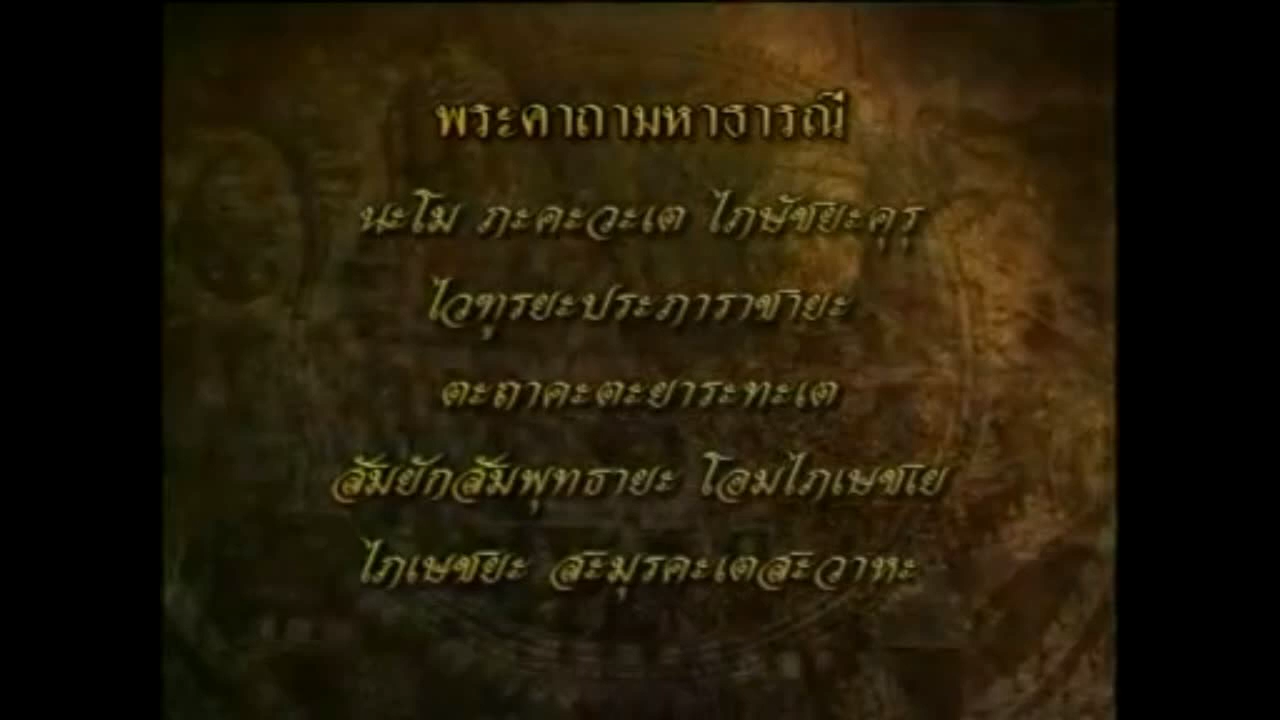 พระคาถามหาธารณี
นะโม ภะคะวะเต ไภษัชยะคุรุ
ไวฑูรยะประภาราชายะ
ตะถาคะตะยาระทะเต
สัมยักสัมพุทธายะ โอมไภเษชเย
ไภเษชยะ สะมุรคะเตสะวาหะ